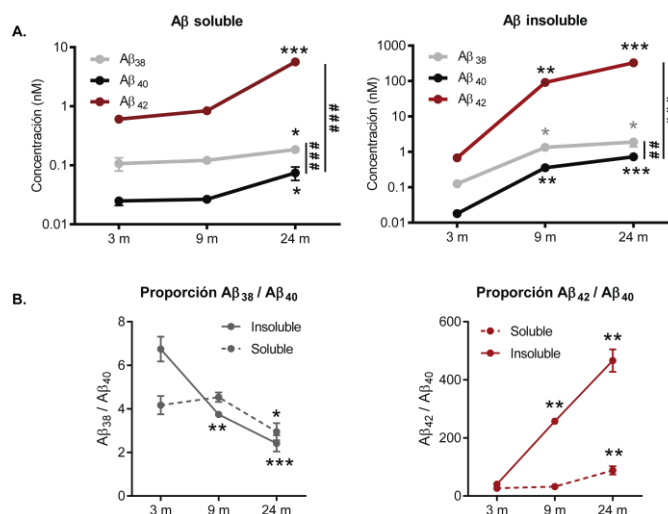 A.
Aβ soluble
Concentración (nM)
10
1
0.1
0.01
Aβ38
Aβ40
Aβ42
***
*
*
###
###
3 m
9 m
24 m
Aβ insoluble
Concentración (nM)
1000
100
10
1
0.1
0.01
Aβ38
Aβ40
Aβ42
**
***
*
*
**
***
##
3 m
9 m
24 m
B.
Proporción Aβ38 / Aβ40
Aβ38 / Aβ40
8
6
4
2
0
Insoluble
Soluble
**
*
***
3 m
9 m
24 m
Proporción Aβ42 / Aβ40
Aβ42 / Aβ40
600
400
200
0
Soluble
Insoluble
**
**
**
3 m
9 m
24 m